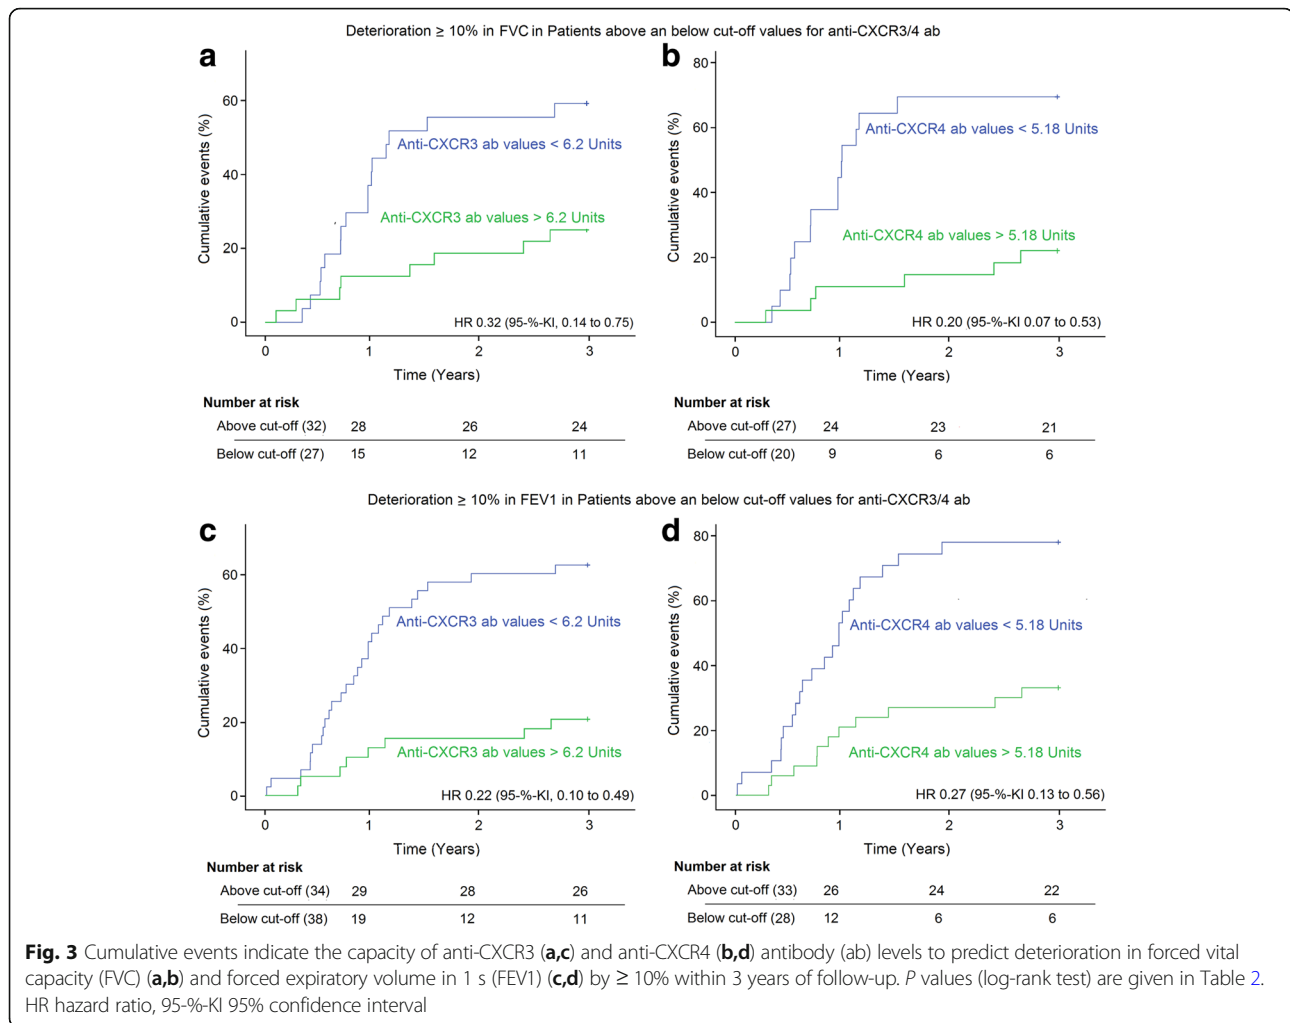 Deterioration ≥ 10% in FVC in Patients above an below cut-off values for anti-CXCR3/4 ab
a
Cumulative events (%)
60
40
20
0
Anti-CXCR3 ab values < 6.2 Units
Anti-CXCR3 ab values > 6.2 Units
HR 0.32 (95-%-KI, 0.14 to 0.75)
0 1 2 3
Time (Years)
Number at risk
Above cut-off (32) 28 26 24
Below cut-off (27) 15 12 11
b
Cumulative events (%)
80
60
40
20
0
Anti-CXCR4 ab values < 5.18 Units
Anti-CXCR4 ab values > 5.18 Units
HR 0.20 (95-%-KI 0.07 to 0.53)
0 1 2 3
Time (Years)
Number at risk
Above cut-off (27) 24 23 21
Below cut-off (20) 9 6 6
Deterioration ≥ 10% in FEV1 in Patients above an below cut-off values for anti-CXCR3/4 ab
c
Cumulative events (%)
60
40
20
0
Anti-CXCR3 ab values < 6.2 Units
Anti-CXCR3 ab values > 6.2 Units
HR 0.22 (95-%-KI, 0.10 to 0.49)
0 1 2 3
Time (Years)
Number at risk
Above cut-off (34) 29 28 26
Below cut-off (38) 19 12 11
d
Cumulative events (%)
80
60
40
20
0
Anti-CXCR4 ab values < 5.18 Units
Anti-CXCR4 ab values > 5.18 Units
HR 0.27 (95-%-KI 0.13 to 0.56)
0 1 2 3
Time (Years)
Number at risk
Above cut-off (33) 26 24 22
Below cut-off (28) 12 6 6
Fig. 3 Cumulative events indicate the capacity of anti-CXCR3 (a,c) and anti-CXCR4 (b,d) antibody (ab) levels to predict deterioration in forced vital
capacity (FVC) (a,b) and forced expiratory volume in 1 s (FEV1) (c,d) by ≥ 10% within 3 years of follow-up. P values (log-rank test) are given in Table 2.
HR hazard ratio, 95-%-KI 95% confidence interval